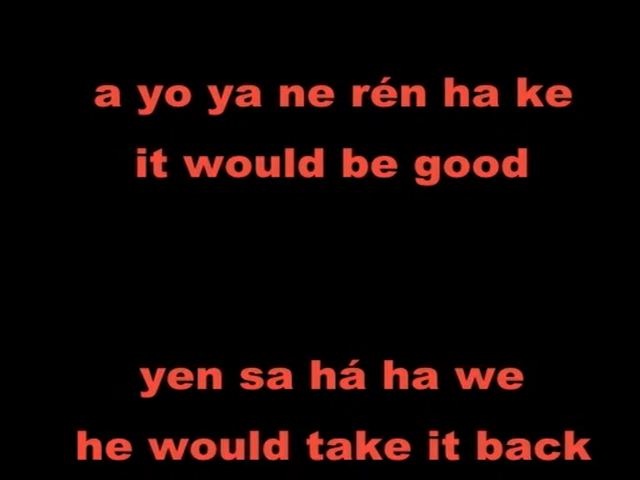 a yo ya ne rén ha ke
it would be good
yen sa há ha we
he would take it back